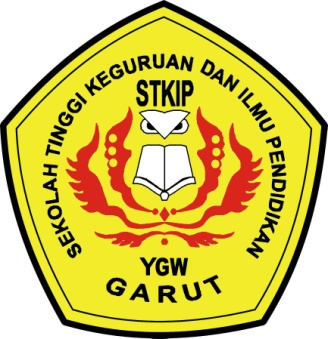 SEKOLAH TINGGI KEGURUAN DAN ILMU PENDIDIKAN
STKIP
YGW
GARUT